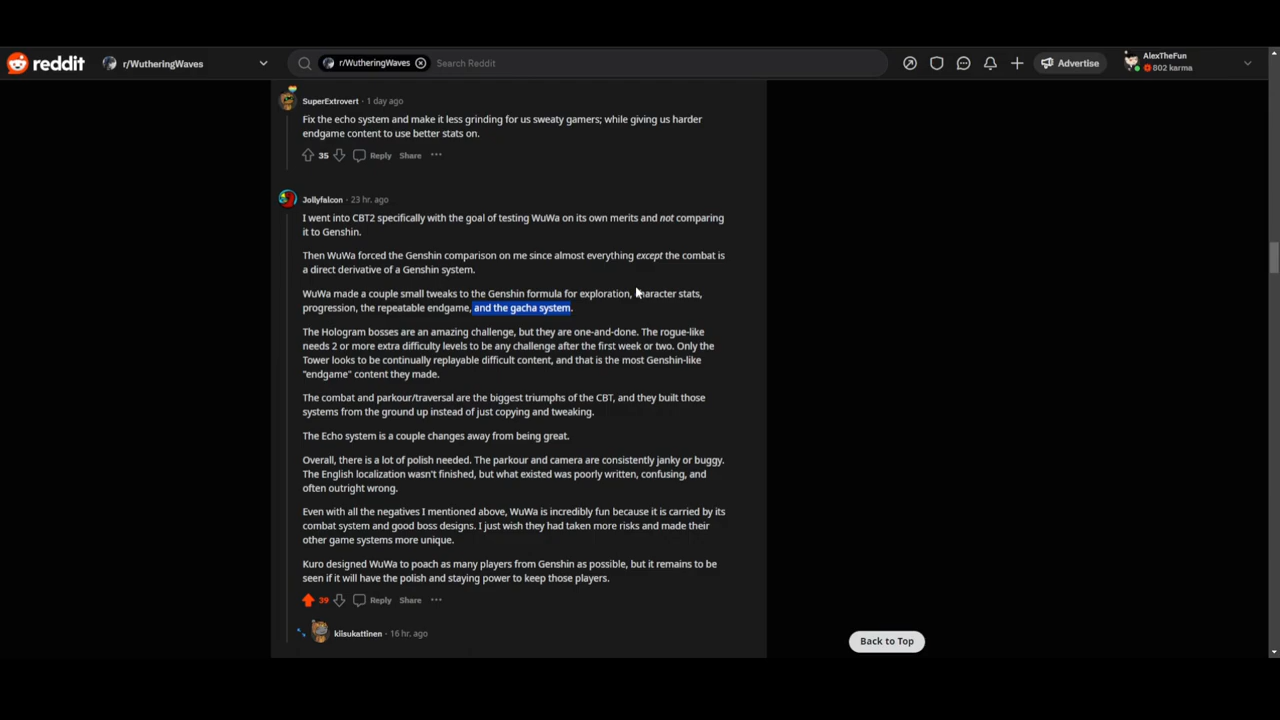 reddit
r/WutheringWaves
r/WutheringWaves
Search Reddit
Advertise
AlexTheFun
802 karma
SuperExtrovert · 1 day ago
Fix the echo system and make it less grinding for us sweaty gamers; while giving us harder
endgame content to use better stats on.
35 Reply Share ···
Jollyfalcon · 23 hr. ago
I went into CBT2 specifically with the goal of testing WuWa on its own merits and not comparing
it to Genshin.
Then WuWa forced the Genshin comparison on me since almost everything except the combat is
a direct derivative of a Genshin system.
WuWa made a couple small tweaks to the Genshin formula for exploration, character stats,
progression, the repeatable endgame, and the gacha system.
The Hologram bosses are an amazing challenge, but they are one-and-done. The rogue-like
needs 2 or more extra difficulty levels to be any challenge after the first week or two. Only the
Tower looks to be continually replayable difficult content, and that is the most Genshin-like
"endgame" content they made.
The combat and parkour/traversal are the biggest triumphs of the CBT, and they built those
systems from the ground up instead of just copying and tweaking.
The Echo system is a couple changes away from being great.
Overall, there is a lot of polish needed. The parkour and camera are consistently janky or buggy.
The English localization wasn't finished, but what existed was poorly written, confusing, and
often outright wrong.
Even with all the negatives I mentioned above, WuWa is incredibly fun because it is carried by its
combat system and good boss designs. I just wish they had taken more risks and made their
other game systems more unique.
Kuro designed WuWa to poach as many players from Genshin as possible, but it remains to be
seen if it will have the polish and staying power to keep those players.
39 Reply Share ···
kiisukattinen · 16 hr. ago
Back to Top